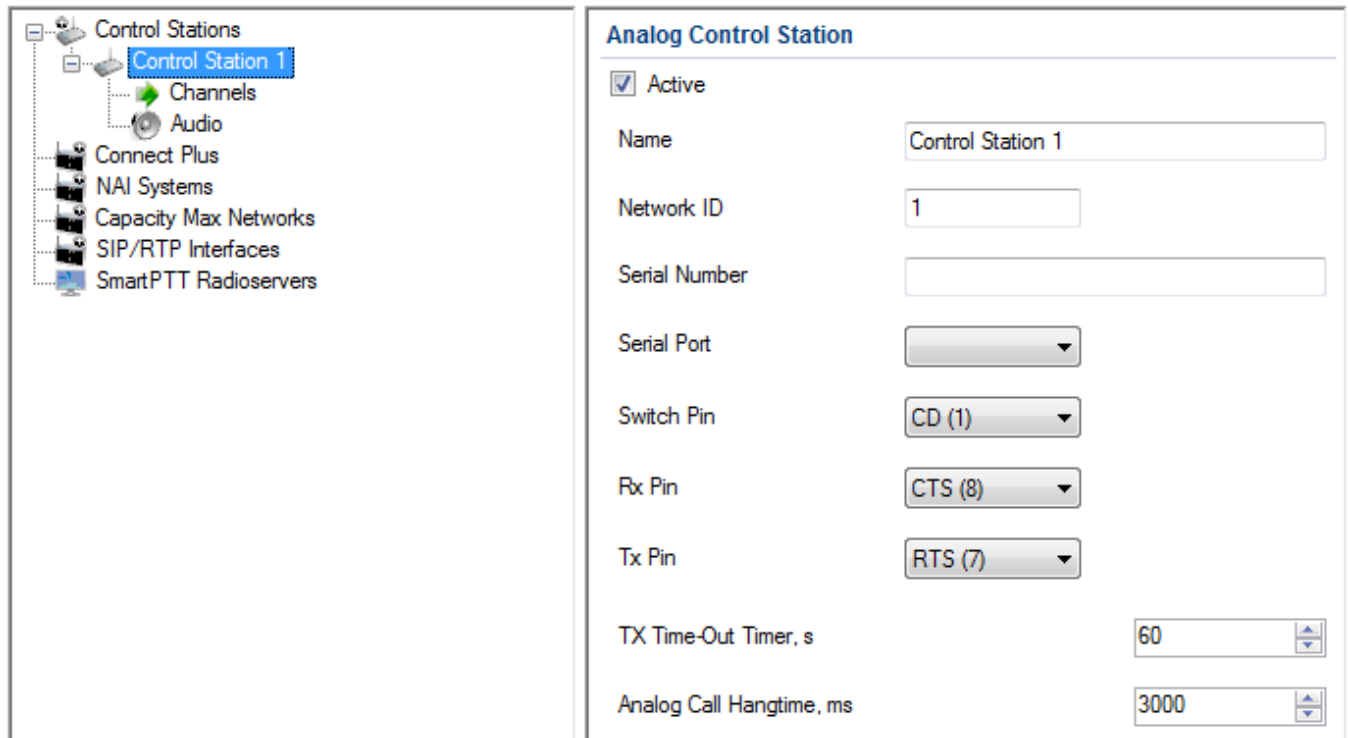 Control Stations
Control Station 1
Channels
Audio
Connect Plus
NAI Systems
Capacity Max Networks
SIP/RTP Interfaces
SmartPTT Radioservers
Analog Control Station
Active
Name Control Station 1
Network ID 1
Serial Number
Serial Port
Switch Pin CD (1)
Rx Pin CTS (8)
Tx Pin RTS (7)
TX Time-Out Timer, s 60
Analog Call Hangtime, ms 3000